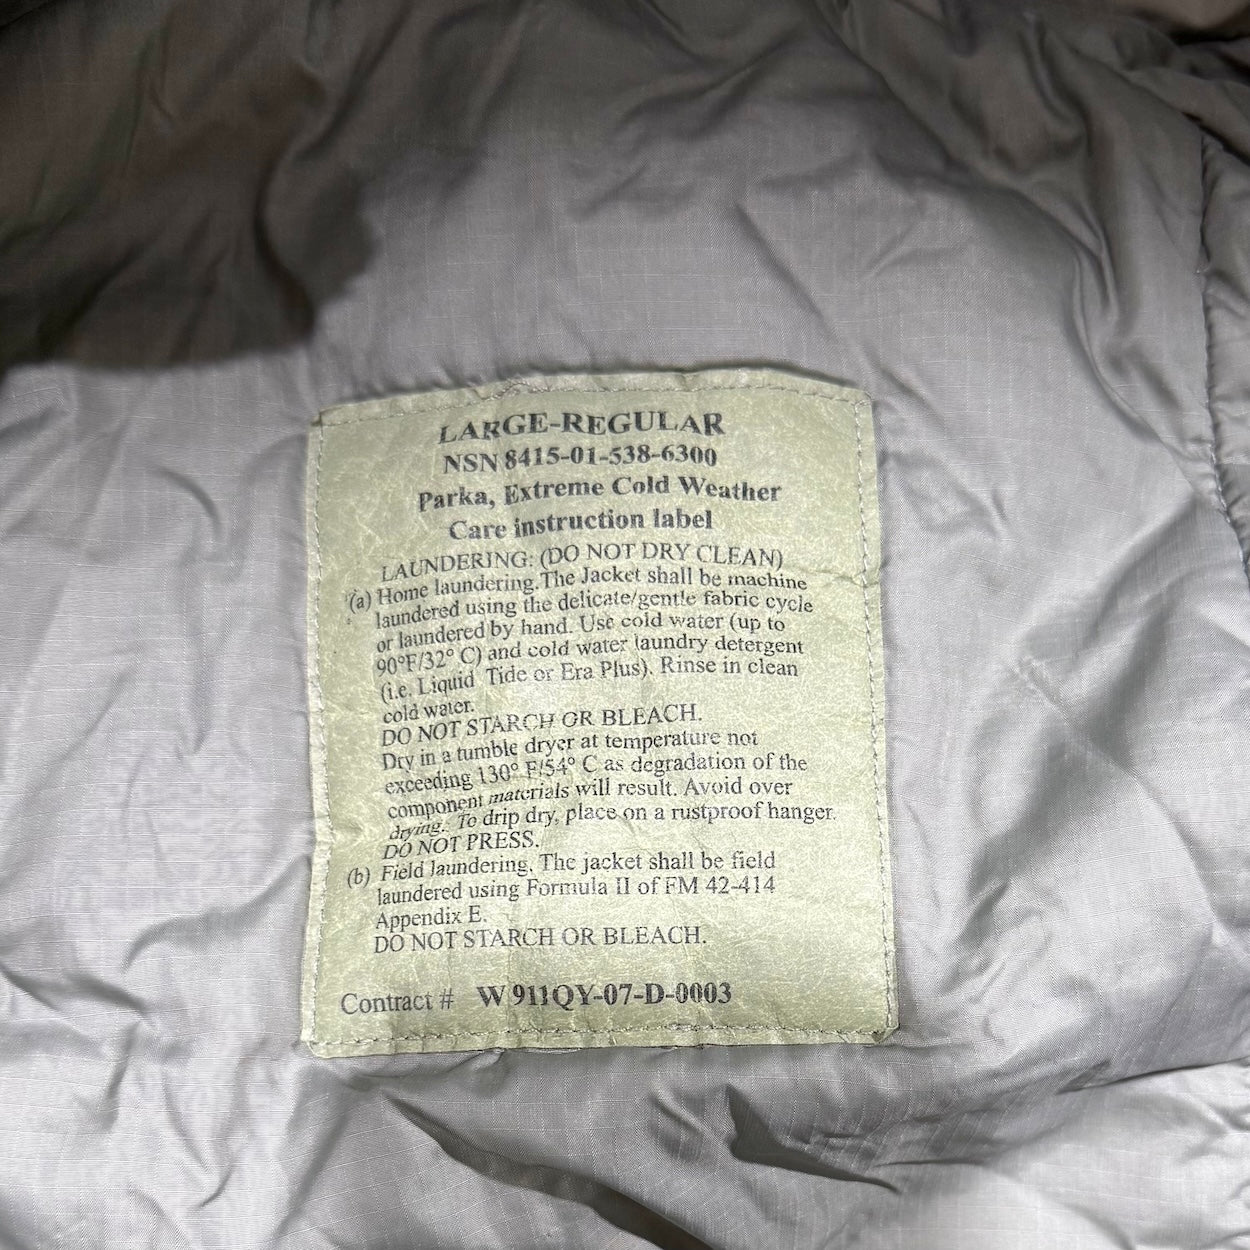 LARGE-REGULAR
NSN 8415-01-538-6300
Parka, Extreme Cold Weather
Care instruction label
LAUNDERING: (DO NOT DRY CLEAN)
(a) Home laundering. The Jacket shall be machine
laundered using the delicate/gentle fabric cycle
or laundered by hand. Use cold water (up to
90°F/32° C) and cold water laundry detergent
(i.e. Liquid Tide or Era Plus). Rinse in clean
cold water.
DO NOT STARCH OR BLEACH.
Dry in a tumble dryer at temperature not
exceeding 130° F/54° C as degradation of the
component materials will result. Avoid over
drying. To drip dry, place on a rustproof hanger.
DO NOT PRESS.
(b) Field laundering. The jacket shall be field
laundered using Formula II of FM 42-414
Appendix E.
DO NOT STARCH OR BLEACH.
Contract # W911QY-07-D-0003